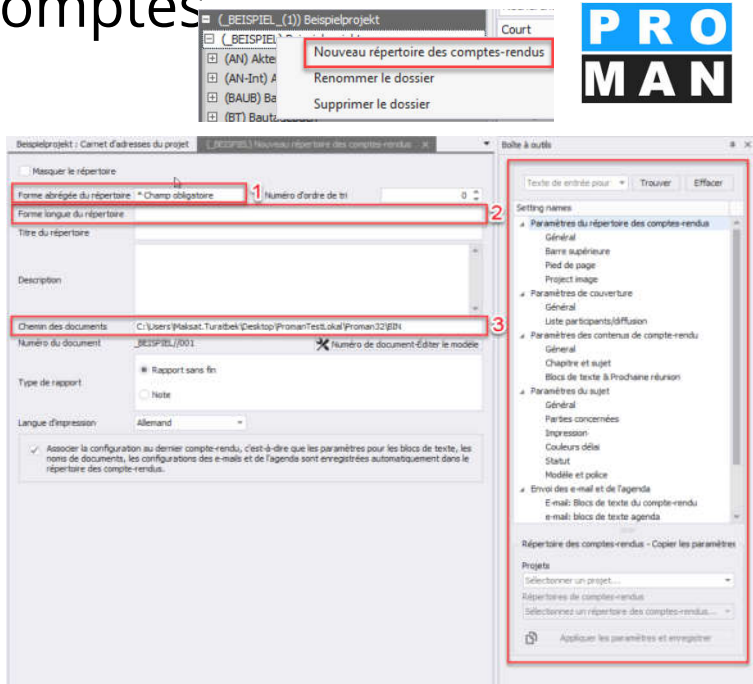 omptes
(_BEISPIEL_(1)) Beispielprojekt
(_BEISPIEL
(AN) Akte
(AN-Int) A
(BAUB) Ba
(BT) Bautagebuch
Court
Nouveau répertoire des comptes-rendus
Renommer le dossier
Supprimer le dossier
PRO
MAN
Beispielprojekt : Carnet d'adresses du projet
(_BEISPIEL) Nouveau répertoire des comptes-rendus ×
Boîte à outils
Masquer le répertoire
Forme abrégée du répertoire * Champ obligatoire 1 Numéro d'ordre de tri 0
Forme longue du répertoire 2
Titre du répertoire
Description
Chemin des documents C:\Users\Maksat.Turatbek\Desktop\PromanTestLokal\Proman32\BIN 3
Numéro du document _BEISPIEL//001 Numéro de document-Éditer le modèle
Type de rapport
Rapport sans fin
Note
Langue d'impression Allemand
Associer la configuration au dernier compte-rendu, c'est-à-dire que les paramètres pour les blocs de texte, les
noms de documents, les configurations des e-mails et de l'agenda sont enregistrées automatiquement dans le
répertoire des compte-rendus.
Texte de entrée pour Trouver Effacer
Setting names
Paramètres du répertoire des comptes-rendus
Général
Barre supérieure
Pied de page
Project image
Paramètres de couverture
Général
Liste participants/diffusion
Paramètres des contenus de compte-rendu
Géneral
Chapitre et sujet
Blocs de texte & Prochaine réunion
Paramètres du sujet
Général
Parties concernées
Impression
Couleurs délai
Statut
Modèle et police
Envoi des e-mail et de l'agenda
E-mail: Blocs de texte du compte-rendu
e-mail: blocs de texte agenda
Répertoire des comptes-rendus - Copier les paramètres
Projets
Sélectionner un projet...
Répertoires de comptes-rendus
Sélectionnez un répertoire des comptes-rendus...
Appliquer les paramètres et enregistrer